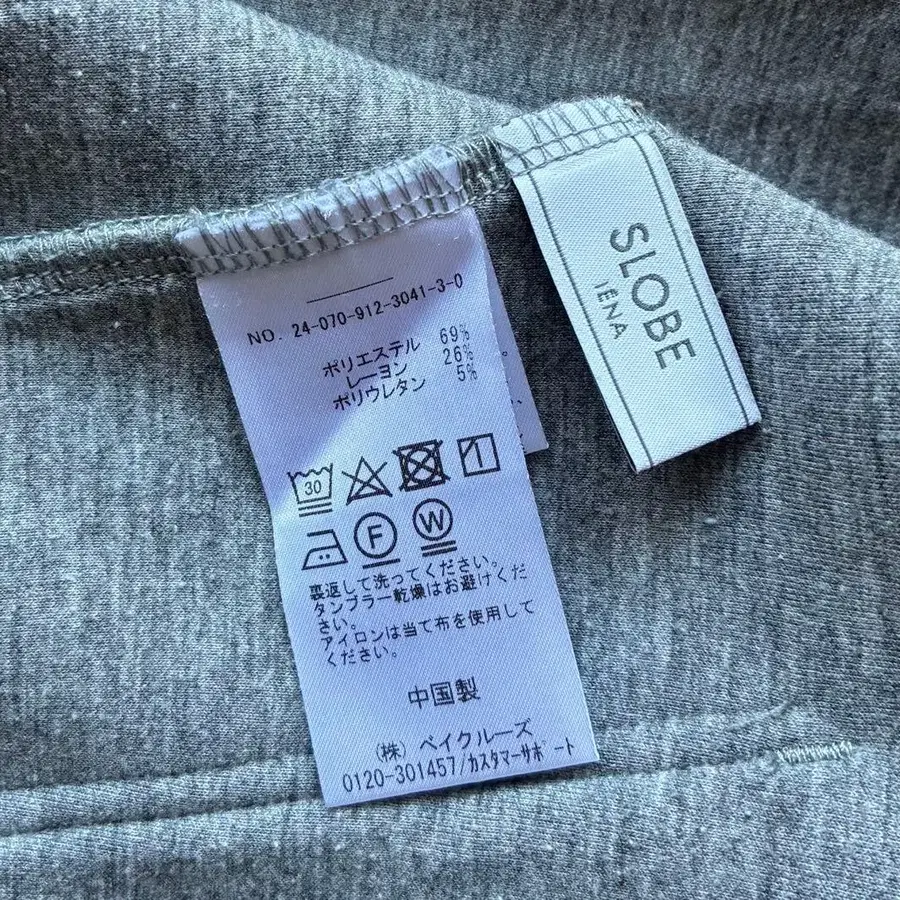 NO. 24-070-912-3041-3-0
ポリエステル 69%
レーヨン 26%
ポリウレタン 5%
30
F W
裏返して洗ってください。
タンブラー乾燥はお避けくだ
さい。
アイロンは当て布を使用して
ください。
中国製
(株) ベイクルーズ
0120-301457/カスタマーサポート
SLOBE
IÉNA